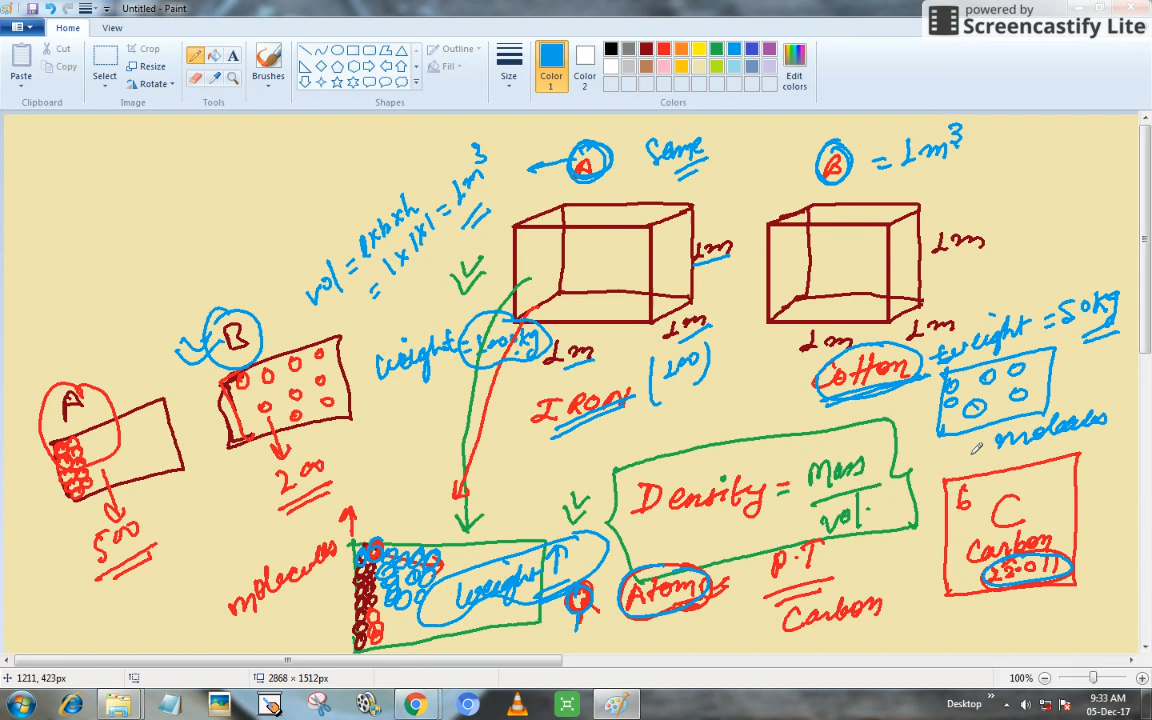 Untitled - Paint
powered by
Screencastify Lite
Home
View
Paste
Cut
Copy
Clipboard
Select
Crop
Resize
Rotate
Image
A
Tools
Brushes
Shapes
Outline
Fill
Size
Color
1
Color
2
Edit
colors
Colors
A
Same
B
= 1m³
vol = l×b×h
= 1×1×1 = 1m³
1m
1m
1m
1m
1m
1m
weight = 100kg
IRON (100)
Cotton
weight = 50kg
molecules
A
500
B
200
molecules
Weight ↑
Density = Mass
vol.
Atom
P.T
Carbon
6
C
Carbon
1211, 423px
2868 × 1512px
100%
Desktop
9:33 AM
05-Dec-17